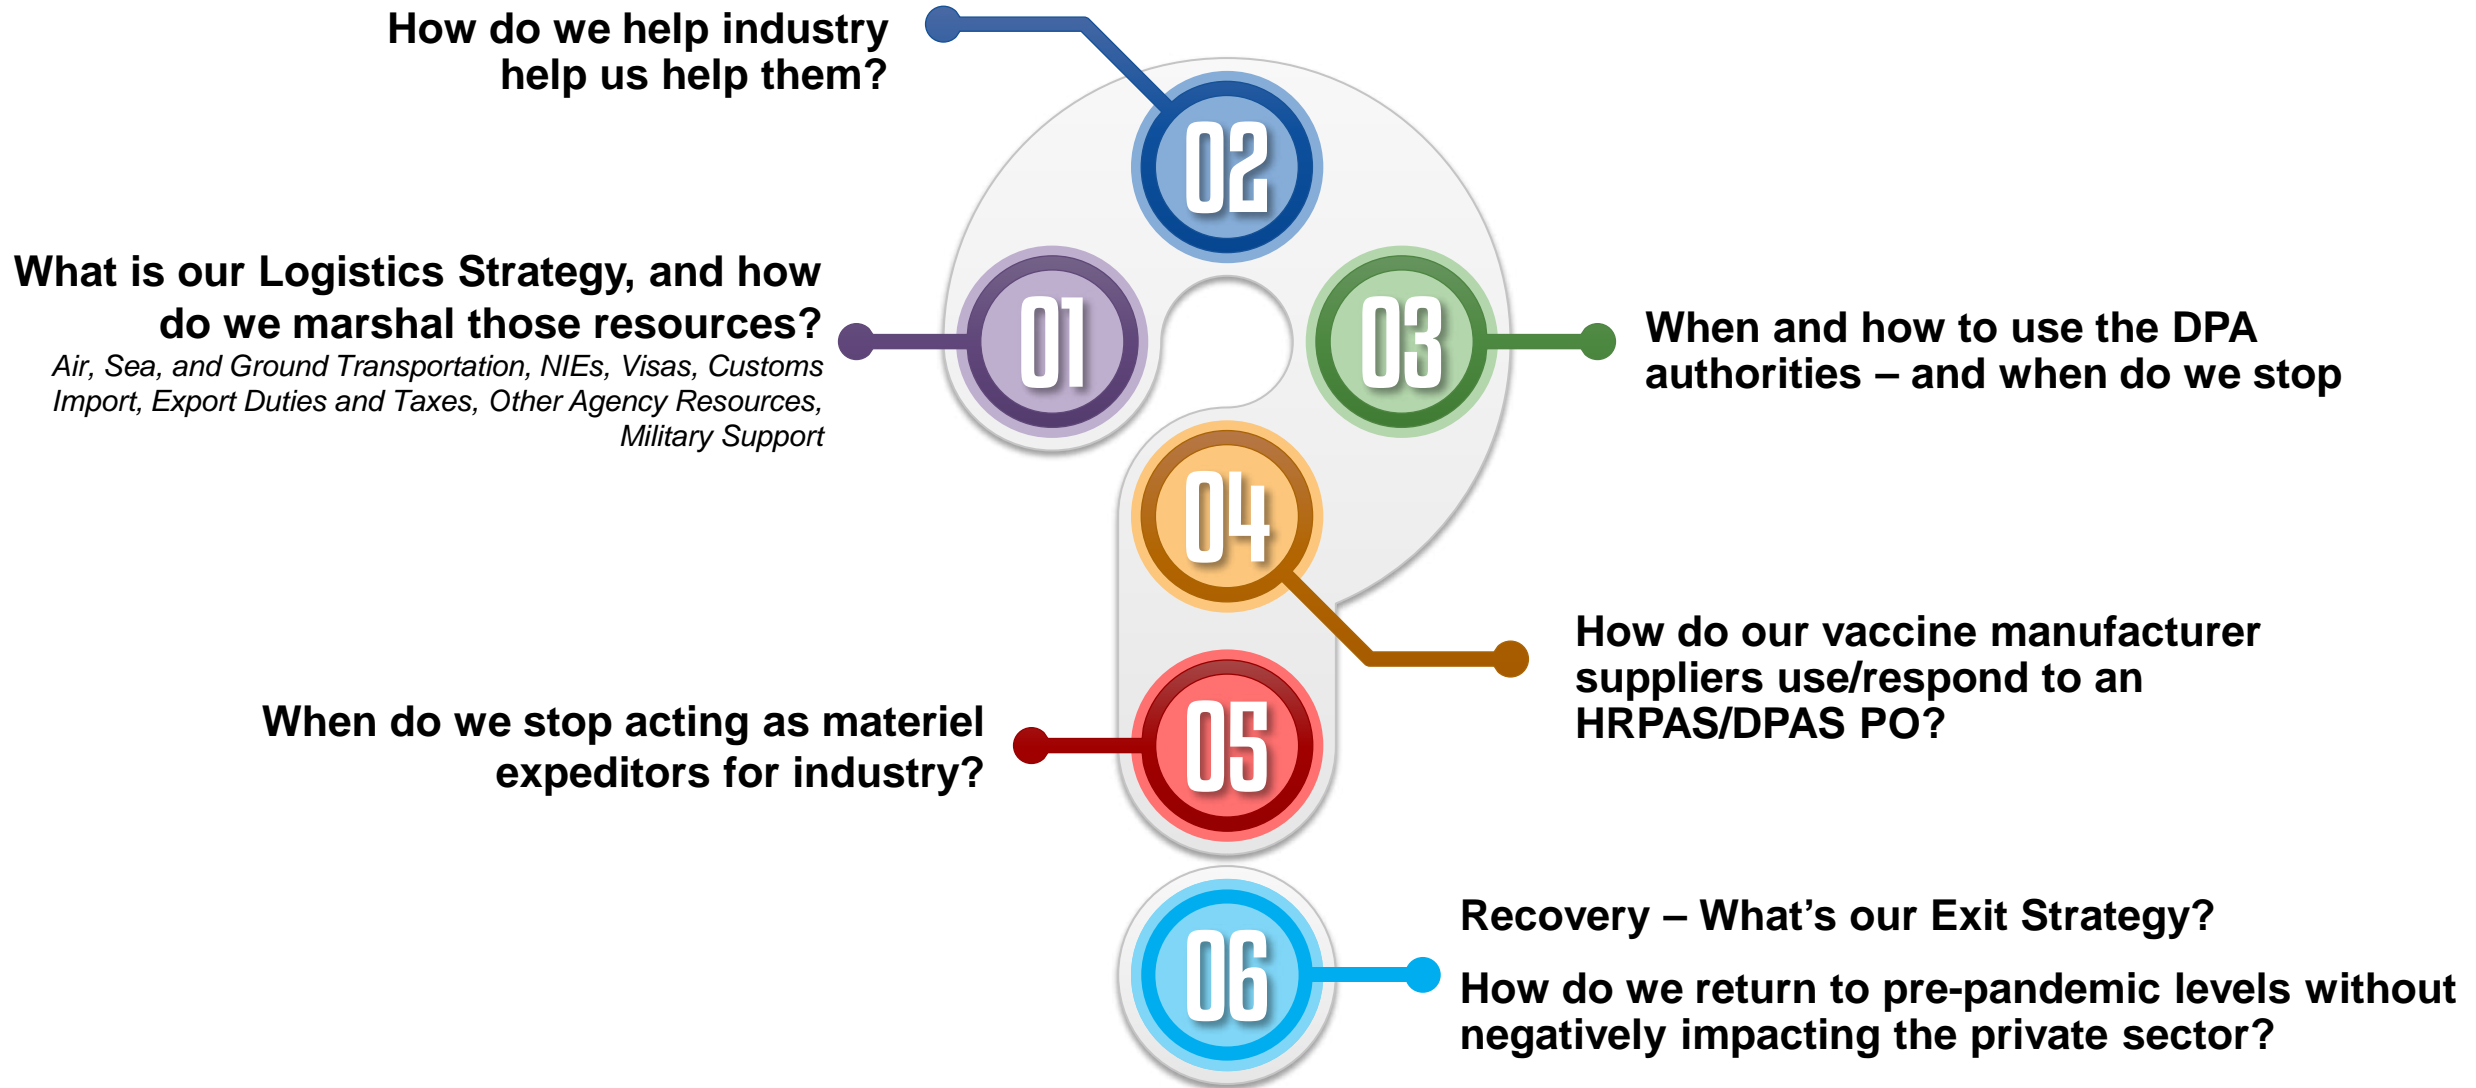 01
What is our Logistics Strategy, and how
do we marshal those resources?
Air, Sea, and Ground Transportation, NIEs, Visas, Customs
Import, Export Duties and Taxes, Other Agency Resources,
Military Support
02
How do we help industry
help us help them?
03
When and how to use the DPA
authorities – and when do we stop
04
How do our vaccine manufacturer
suppliers use/respond to an
HRPAS/DPAS PO?
05
When do we stop acting as materiel
expeditors for industry?
06
Recovery – What’s our Exit Strategy?
How do we return to pre-pandemic levels without
negatively impacting the private sector?